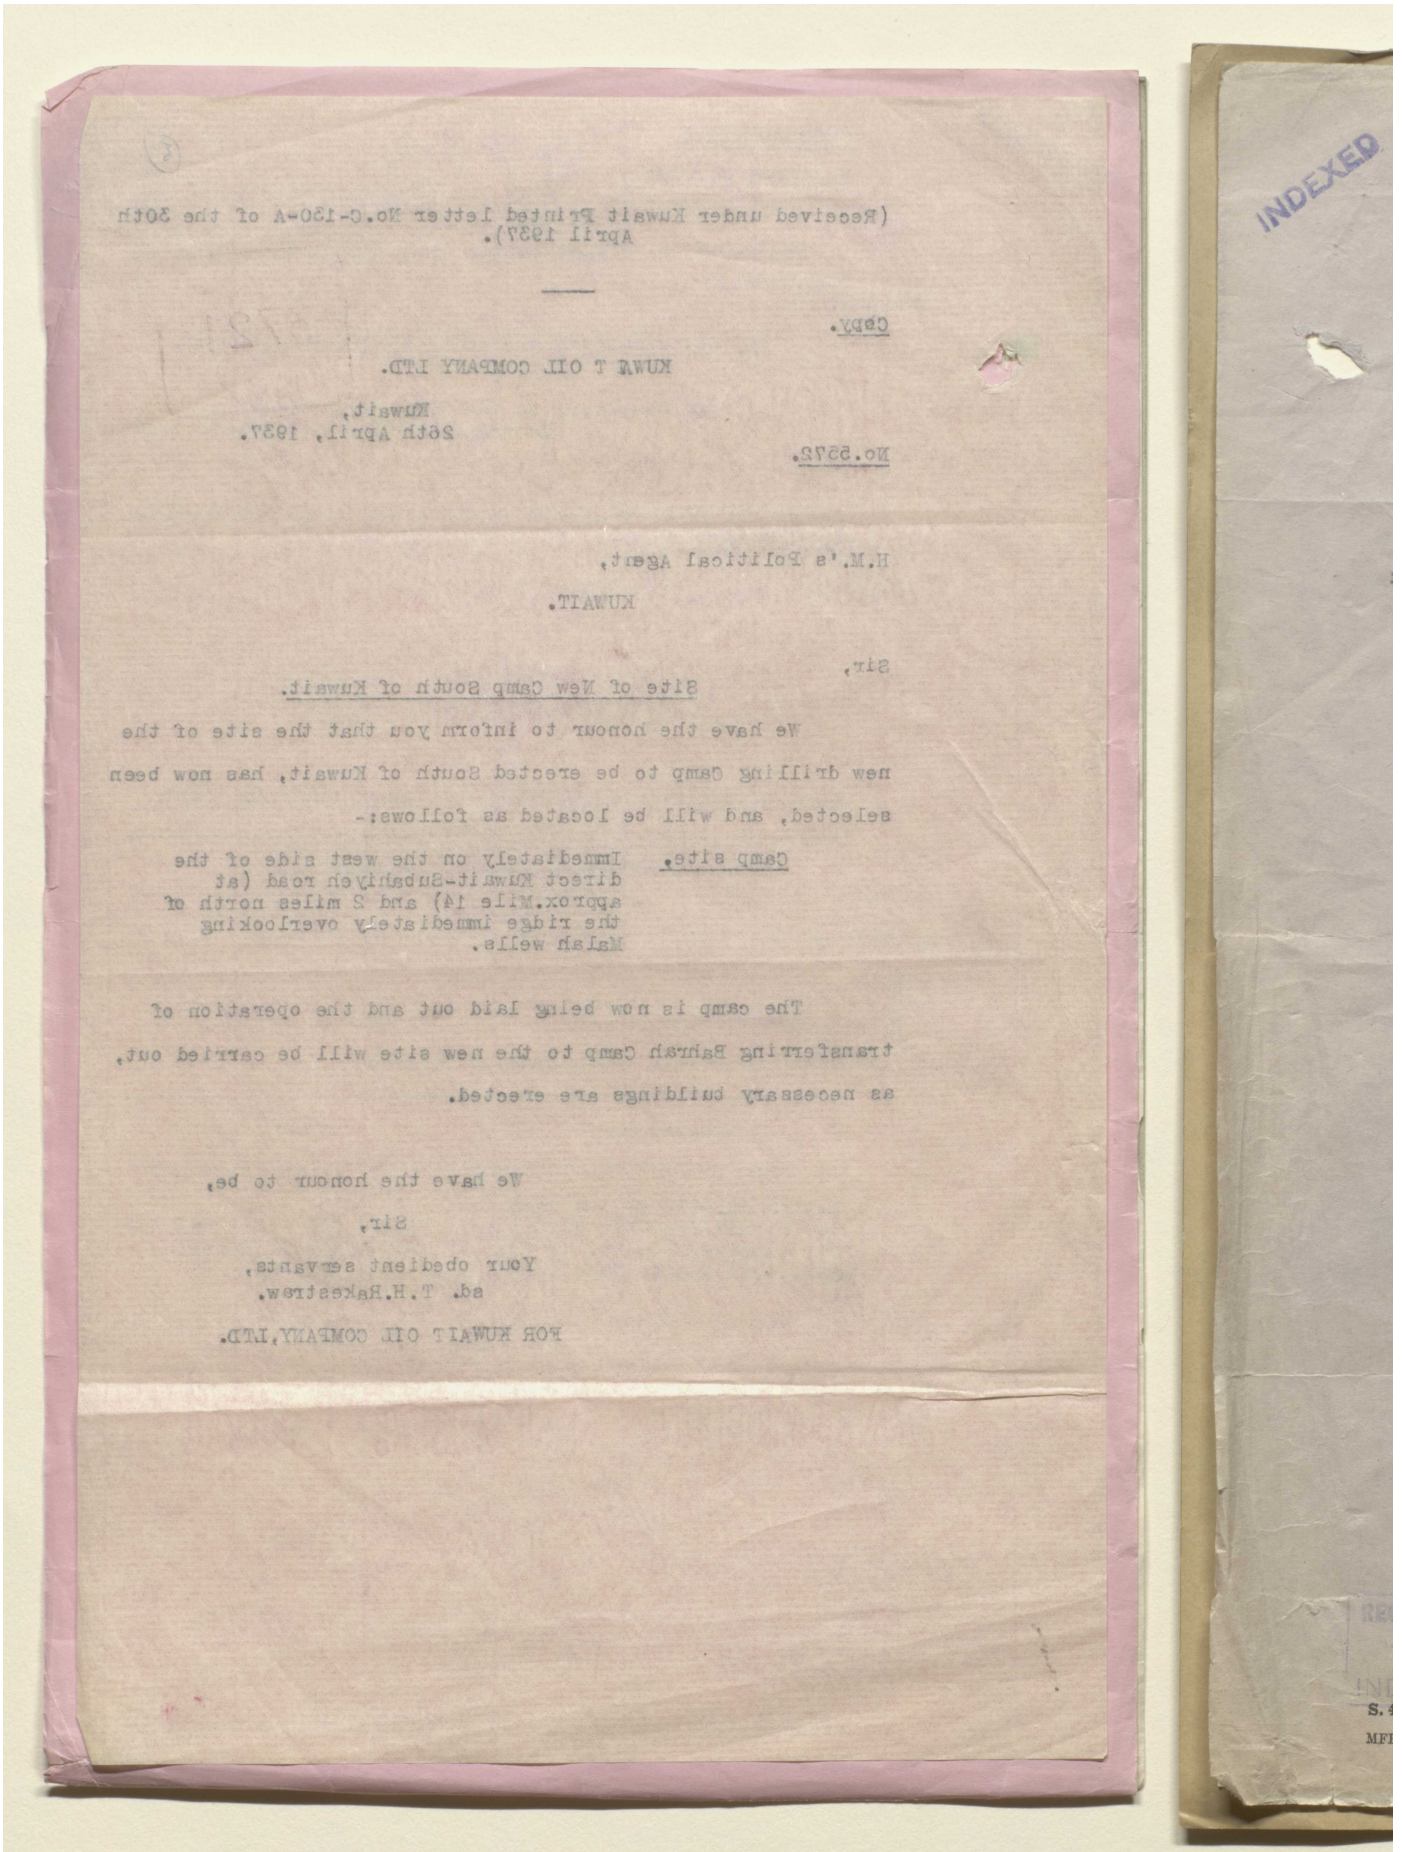 (Received under Kuwait Printed letter No.C-130-A of the 30th
April 1937).
Copy.
KUWA T OIL COMPANY LTD.
Kuwait,
26th April, 1937.
No.5572.
H.M.'s Political Agent,
KUWAIT.
Sir,
Site of New Camp South of Kuwait.
We have the honour to inform you that the site of the
new drilling Camp to be erected South of Kuwait, has now been
selected, and will be located as follows:-
Camp site. Immediately on the west side of the
direct Kuwait-Subahiyeh road (at
approx.Mile 14) and 2 miles north of
the ridge immediately overlooking
Malah wells.
The camp is now being laid out and the operation of
transferring Bahrah Camp to the new site will be carried out,
as necessary buildings are erected.
We have the honour to be,
Sir,
Your obedient servants,
sd. T.H.Rakestraw.
FOR KUWAIT OIL COMPANY,LTD.
INDEXED